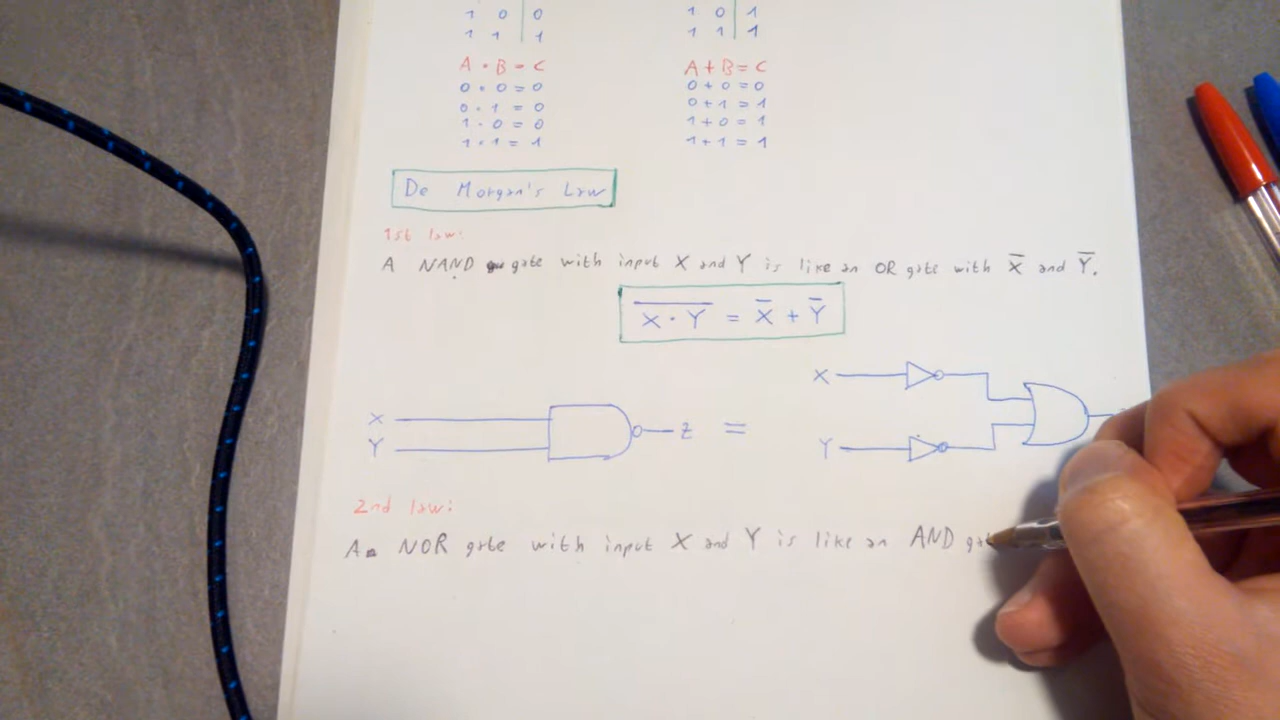 1 0 0
1 0 1
1 1 1
1 1 1
A · B = C
0 · 0 = 0
0 · 1 = 0
1 · 0 = 0
1 · 1 = 1
A + B = C
0 + 0 = 0
0 + 1 = 1
1 + 0 = 1
1 + 1 = 1
De Morgan's Law
1st law:
A NAND gate with input X and Y is like an OR gate with X̅ and Y̅.
X̅ ̅·̅ ̅Y̅ = X̅ + Y̅
X
Y
Z
=
X
Y
2nd law:
A NOR gate with input X and Y is like an AND